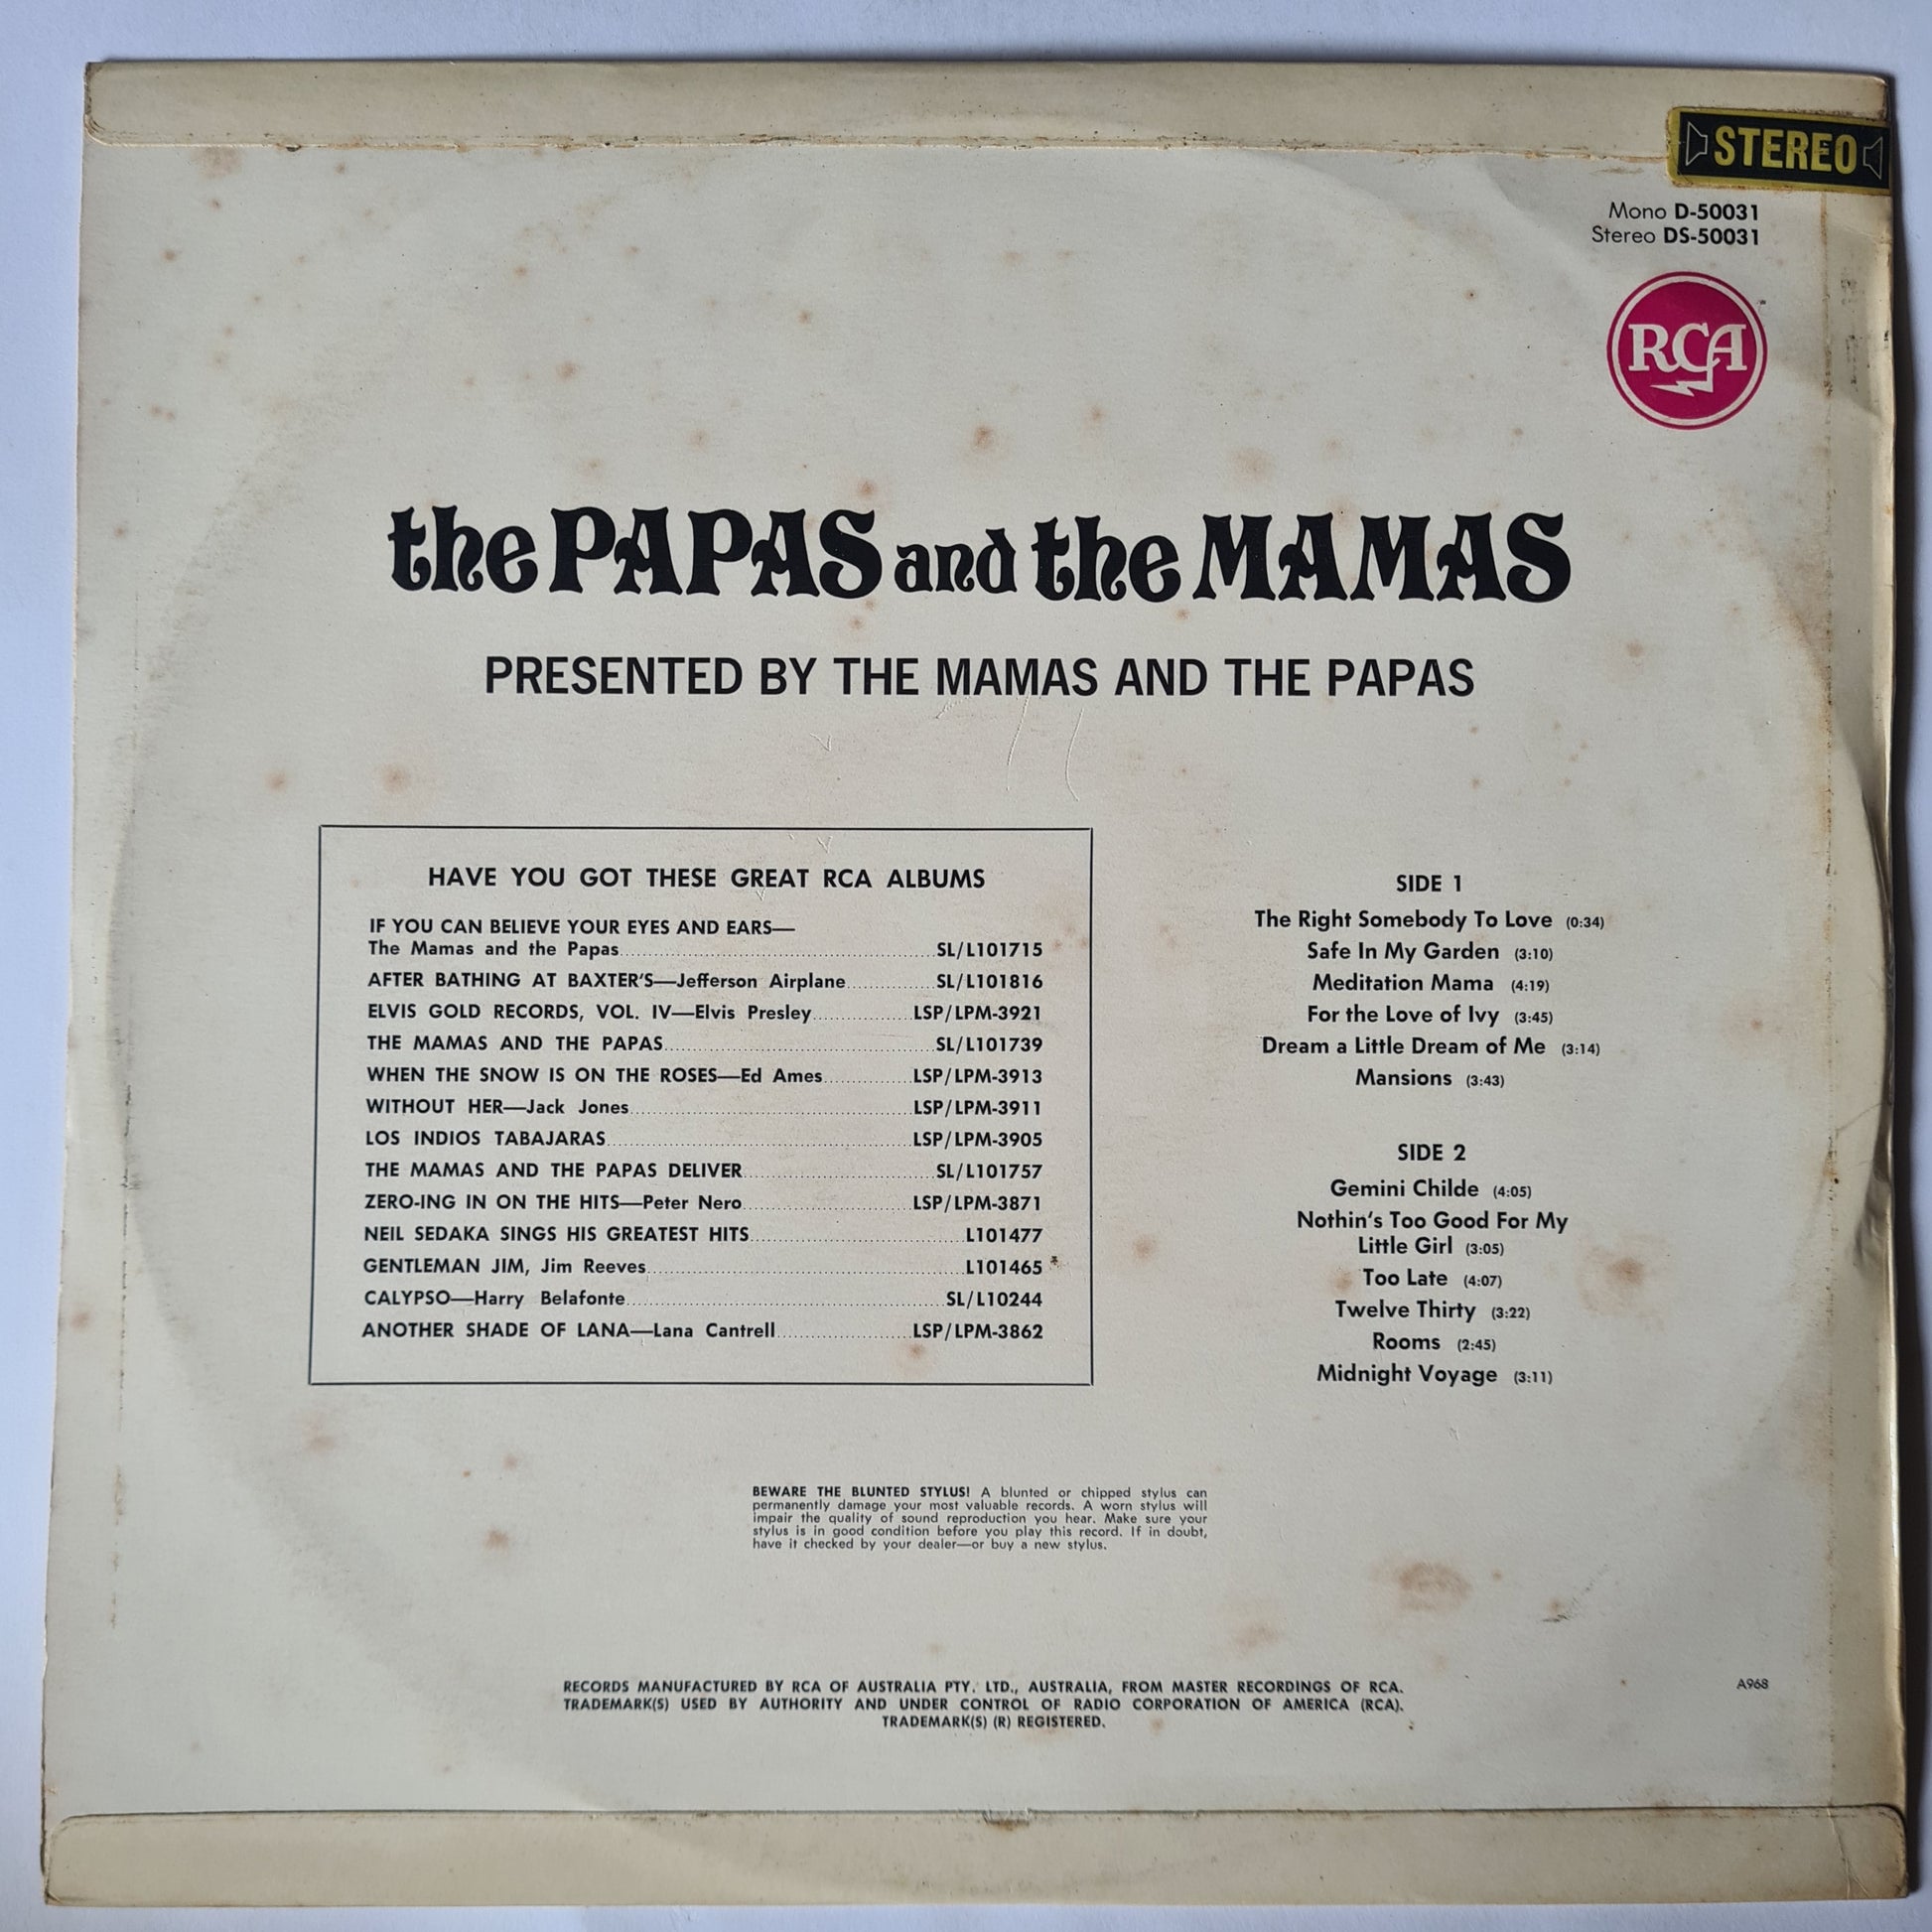 STEREO
Mono D-50031
Stereo DS-50031
RCA
the PAPAS and the MAMAS
PRESENTED BY THE MAMAS AND THE PAPAS
HAVE YOU GOT THESE GREAT RCA ALBUMS
IF YOU CAN BELIEVE YOUR EYES AND EARS—
The Mamas and the Papas..............................SL/L101715
AFTER BATHING AT BAXTER'S—Jefferson Airplane..............SL/L101816
ELVIS GOLD RECORDS, VOL. IV—Elvis Presley..............LSP/LPM-3921
THE MAMAS AND THE PAPAS..............................SL/L101739
WHEN THE SNOW IS ON THE ROSES—Ed Ames..............LSP/LPM-3913
WITHOUT HER—Jack Jones..............................LSP/LPM-3911
LOS INDIOS TABAJARAS..............................LSP/LPM-3905
THE MAMAS AND THE PAPAS DELIVER....................SL/L101757
ZERO-ING IN ON THE HITS—Peter Nero....................LSP/LPM-3871
NEIL SEDAKA SINGS HIS GREATEST HITS....................L101477
GENTLEMAN JIM, Jim Reeves..............................L101465
CALYPSO—Harry Belafonte..............................SL/L10244
ANOTHER SHADE OF LANA—Lana Cantrell..............LSP/LPM-3862
SIDE 1
The Right Somebody To Love (0:34)
Safe In My Garden (3:10)
Meditation Mama (4:19)
For the Love of Ivy (3:45)
Dream a Little Dream of Me (3:14)
Mansions (3:43)
SIDE 2
Gemini Childe (4:05)
Nothin's Too Good For My
Little Girl (3:05)
Too Late (4:07)
Twelve Thirty (3:22)
Rooms (2:45)
Midnight Voyage (3:11)
BEWARE THE BLUNTED STYLUS! A blunted or chipped stylus can
permanently damage your most valuable records. A worn stylus will
impair the quality of sound reproduction you hear. Make sure your
stylus is in good condition before you play this record. If in doubt,
have it checked by your dealer—or buy a new stylus.
RECORDS MANUFACTURED BY RCA OF AUSTRALIA PTY. LTD., AUSTRALIA, FROM MASTER RECORDINGS OF RCA.
TRADEMARK(S) USED BY AUTHORITY AND UNDER CONTROL OF RADIO CORPORATION OF AMERICA (RCA).
TRADEMARK(S) (R) REGISTERED.
A968